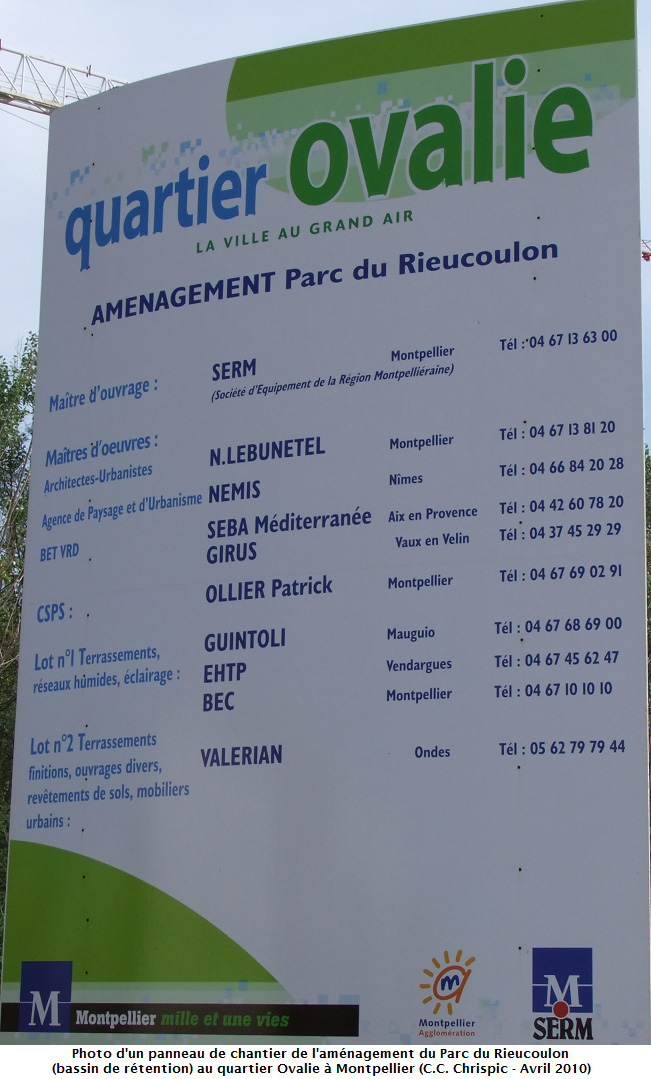 quartier ovalie
LA VILLE AU GRAND AIR
AMENAGEMENT Parc du Rieucoulon
Maître d'ouvrage : SERM Montpellier Tél : 04 67 13 63 00
(Société d'Equipement de la Région Montpelliéraine)
Maîtres d'oeuvres :
Architectes-Urbanistes N.LEBUNETEL Montpellier Tél : 04 67 13 81 20
Agence de Paysage et d'Urbanisme NEMIS Nîmes Tél : 04 66 84 20 28
BET VRD SEBA Méditerranée Aix en Provence Tél : 04 42 60 78 20
GIRUS Vaux en Velin Tél : 04 37 45 29 29
CSPS : OLLIER Patrick Montpellier Tél : 04 67 69 02 91
Lot n°1 Terrassements, GUINTOLI Mauguio Tél : 04 67 68 69 00
réseaux humides, éclairage : EHTP Vendargues Tél : 04 67 45 62 47
BEC Montpellier Tél : 04 67 10 10 10
Lot n°2 Terrassements VALERIAN Ondes Tél : 05 62 79 79 44
finitions, ouvrages divers,
revêtements de sols, mobiliers
urbains :
M Montpellier mille et une vies
m
Montpellier
Agglomération
M
SERM
Photo d'un panneau de chantier de l'aménagement du Parc du Rieucoulon
(bassin de rétention) au quartier Ovalie à Montpellier (C.C. Chrispic - Avril 2010)